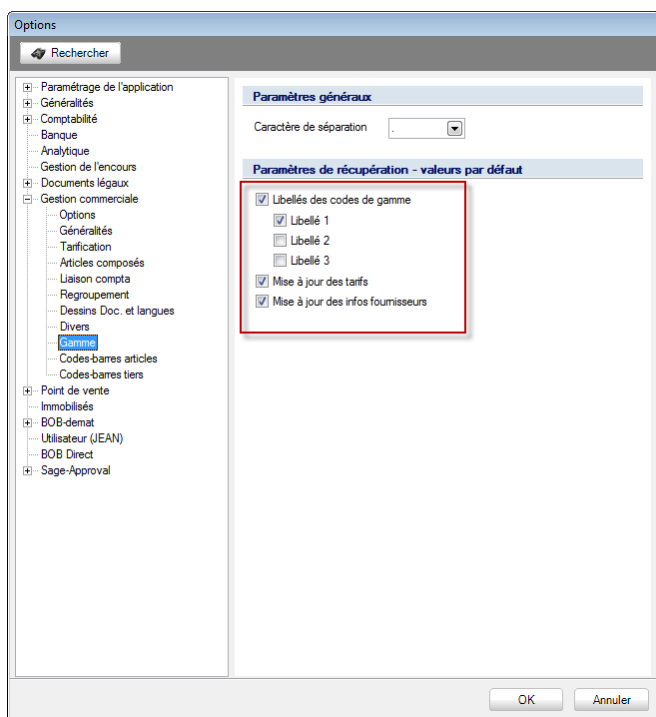 Options
Rechercher
Paramétrage de l'application
Généralités
Comptabilité
Banque
Analytique
Gestion de l'encours
Documents légaux
Gestion commerciale
Options
Généralités
Tarification
Articles composés
Liaison compta
Regroupement
Dessins Doc. et langues
Divers
Gamme
Codes-barres articles
Codes-barres tiers
Point de vente
Immobilisés
BOB-demat
Utilisateur (JEAN)
BOB Direct
Sage-Approval
Paramètres généraux
Caractère de séparation .
Paramètres de récupération - valeurs par défaut
Libellés des codes de gamme
Libellé 1
Libellé 2
Libellé 3
Mise à jour des tarifs
Mise à jour des infos fournisseurs
OK Annuler